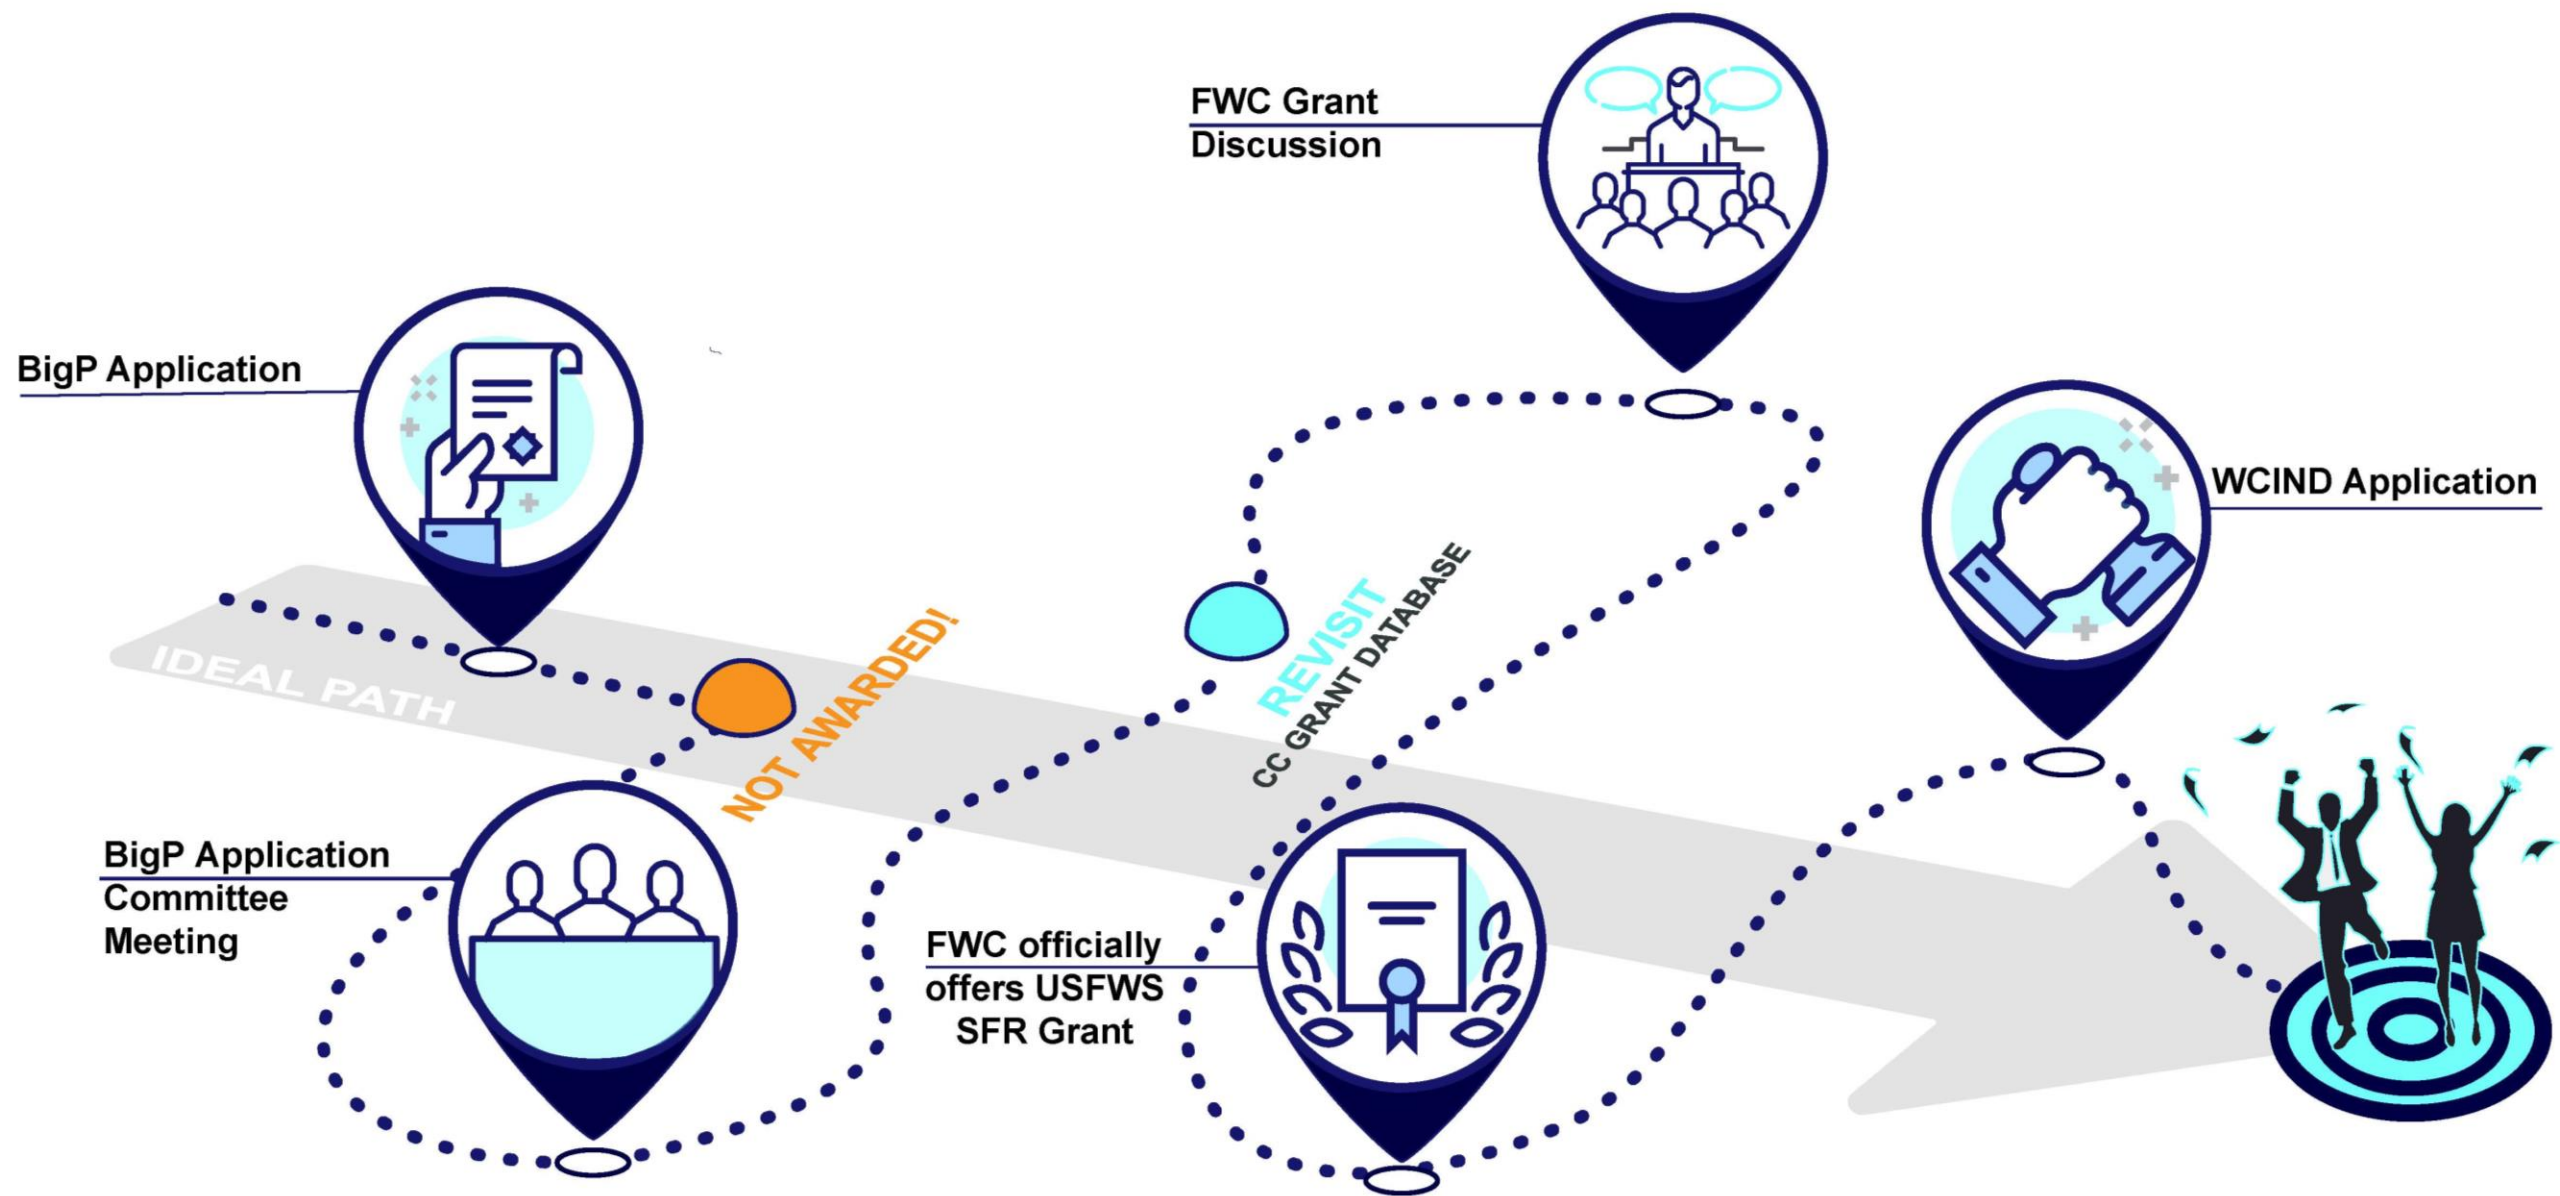 FWC Grant
Discussion
BigP Application
WCIND Application
IDEAL PATH
NOT AWARDED!
REVISIT
CC GRANT DATABASE
BigP Application
Committee
Meeting
FWC officially
offers USFWS
SFR Grant